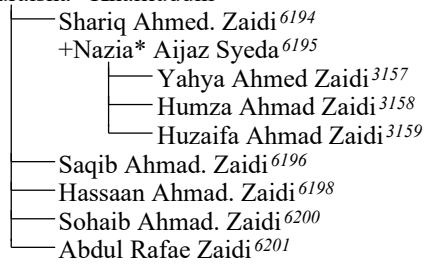 Shariq Ahmed. Zaidi 6194
+Nazia* Aijaz Syeda 6195
Yahya Ahmed Zaidi 3157
Humza Ahmad Zaidi 3158
Huzaifa Ahmad Zaidi 3159
Saqib Ahmad. Zaidi 6196
Hassaan Ahmad. Zaidi 6198
Sohaib Ahmad. Zaidi 6200
Abdul Rafae Zaidi 6201